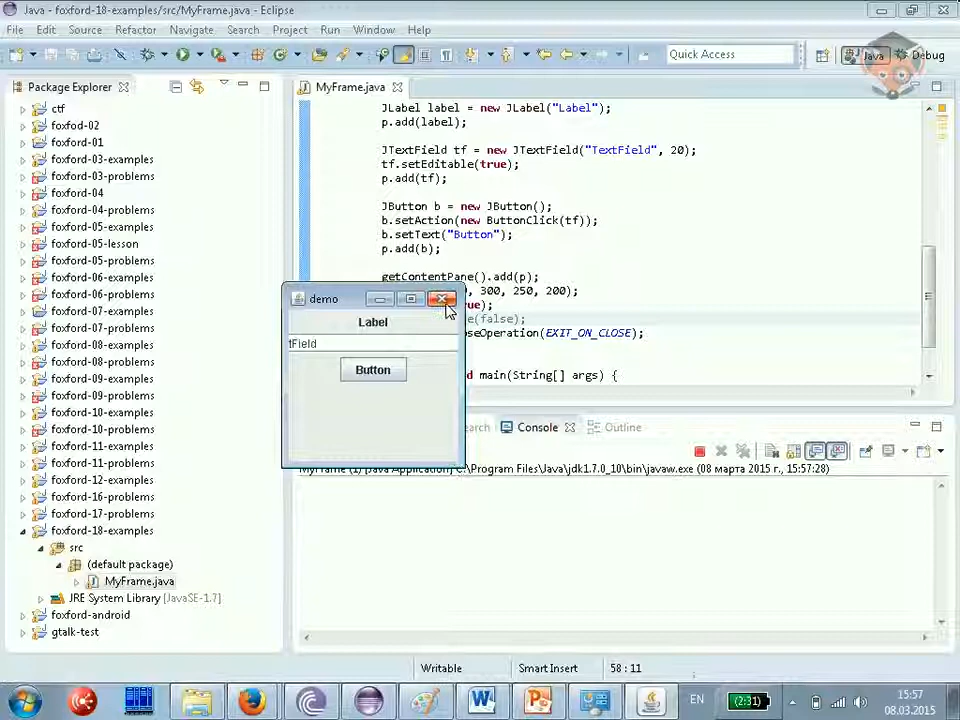 Java - foxford-18-examples/src/MyFrame.java - Eclipse
File Edit Source Refactor Navigate Search Project Run Window Help
Quick Access
Java
Debug
Package Explorer
ctf
foxfod-02
foxford-01
foxford-03-examples
foxford-03-problems
foxford-04
foxford-04-problems
foxford-05-examples
foxford-05-lesson
foxford-05-problems
foxford-06-examples
foxford-06-problems
foxford-07-examples
foxford-07-problems
foxford-08-examples
foxford-08-problems
foxford-09-examples
foxford-09-problems
foxford-10-examples
foxford-10-problems
foxford-11-examples
foxford-11-problems
foxford-12-examples
foxford-16-problems
foxford-17-problems
foxford-18-examples
src
(default package)
MyFrame.java
JRE System Library [JavaSE-1.7]
foxford-android
gtalk-test
MyFrame.java
JLabel label = new JLabel("Label");
p.add(label);
JTextField tf = new JTextField("TextField", 20);
tf.setEditable(true);
p.add(tf);
JButton b = new JButton();
b.setAction(new ButtonClick(tf));
b.setText("Button");
p.add(b);
getContentPane().add(p);
, 300, 250, 200);
ue);
e(false);
seOperation(EXIT_ON_CLOSE);
d main(String[] args) {
demo
Label
tField
Button
earch
Console
Outline
MyFrame (1) [Java Application] C:\Program Files\Java\jdk1.7.0_10\bin\javaw.exe (08 марта 2015 г., 15:57:28)
Writable
Smart Insert
58 : 11
EN
(2:31)
15:57
08.03.2015